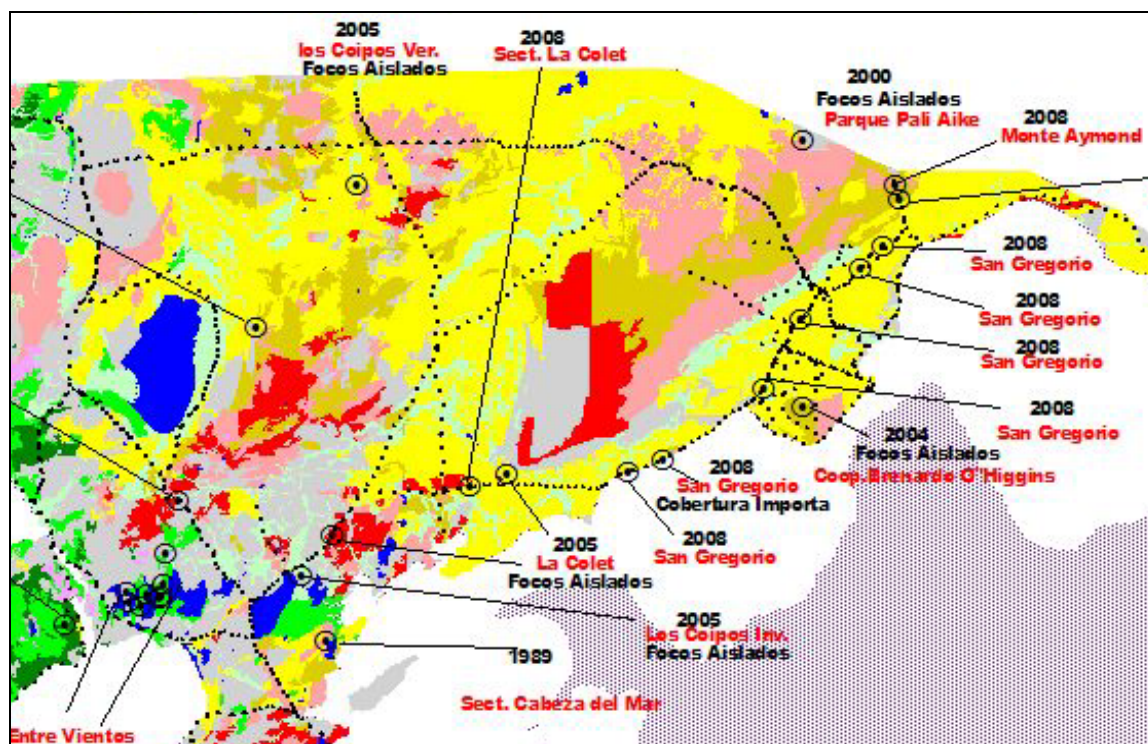 2005
los Coipos Ver.
Focos Aislados
2008
Sect. La Colet
2000
Focos Aislados
Parque Pali Aike
2008
Monte Aymond
2008
San Gregorio
2008
San Gregorio
2008
San Gregorio
2008
San Gregorio
2004
Focos Aislados
Coop.Brenardo O"Higgins
2008
San Gregorio
Cobertura Importa
2008
San Gregorio
2005
La Colet
Focos Aislados
2005
Los Coipos Inv.
Focos Aislados
1989
Sect. Cabeza del Mar
Entre Vientos